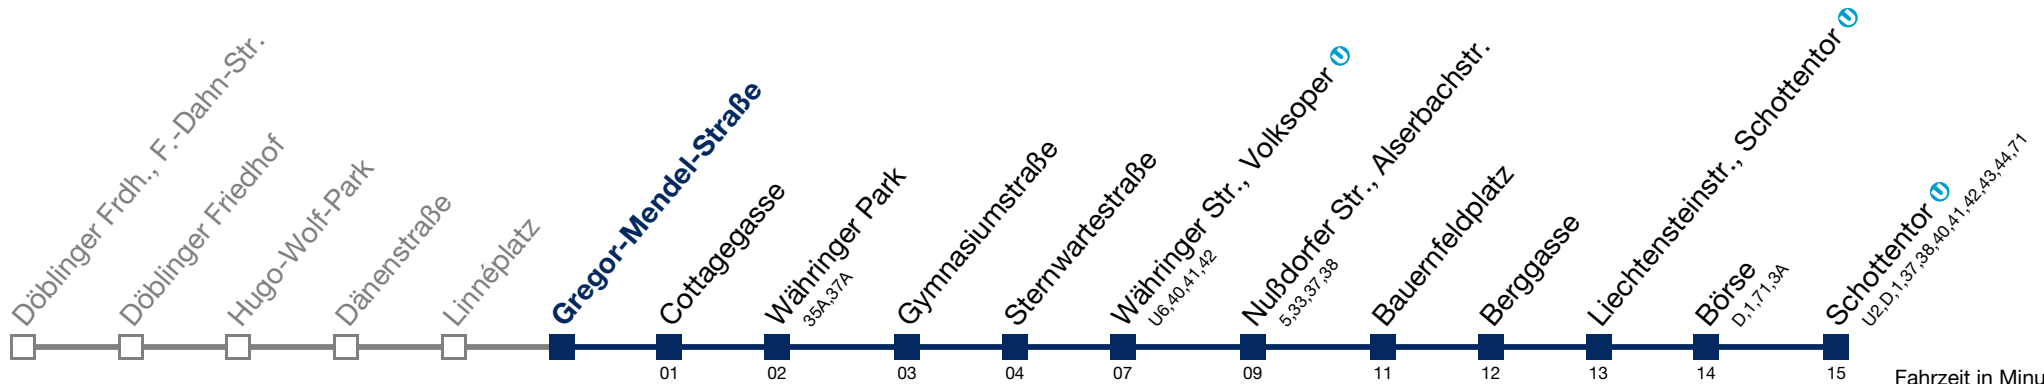 Döblinger Frdh., F.-Dahn-Str.
Döblinger Friedhof
Hugo-Wolf-Park
Dänenstraße
Linnéplatz
Gregor-Mendel-Straße
Cottagegasse
01
Währinger Park
35A,37A
02
Gymnasiumstraße
03
Sternwartestraße
04
Währinger Str., Volksoper U
U6,40,41,42
07
Nußdorfer Str., Alserbachstr.
5,33,37,38
09
Bauernfeldplatz
11
Berggasse
12
Liechtensteinstr., Schottentor U
13
Börse
D,1,71,3A
14
Schottentor U
U2,D,1,37,38,40,41,42,43,44,71
15
Fahrzeit in Minu